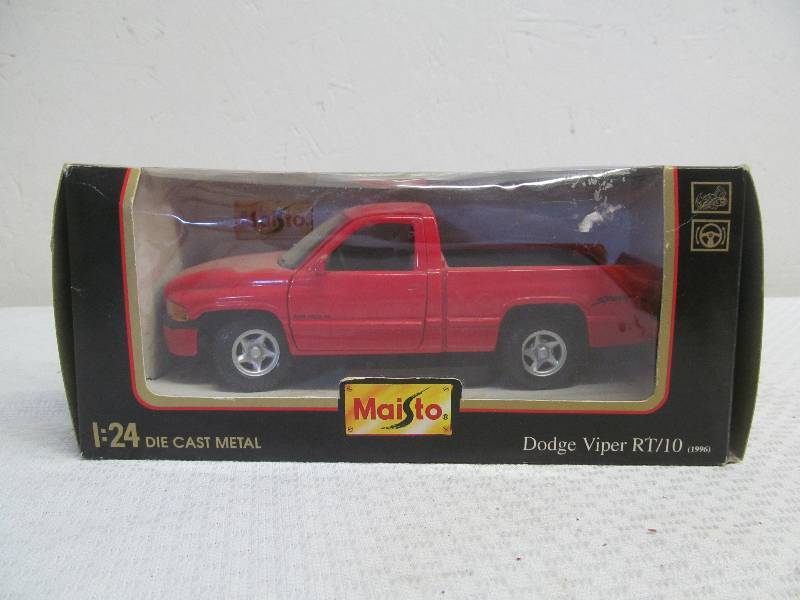 Maisto
Maisto®
1:24 DIE CAST METAL
Dodge Viper RT/10 (1996)